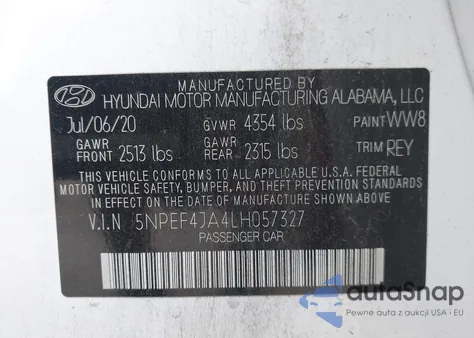 MANUFACTURED BY
HYUNDAI MOTOR MANUFACTURING ALABAMA, LLC
Jul/06/20 GVWR 4354 lbs PAINT WW8
GAWR FRONT 2513 lbs GAWR REAR 2315 lbs TRIM REY
THIS VEHICLE CONFORMS TO ALL APPLICABLE U.S.A. FEDERAL
MOTOR VEHICLE SAFETY, BUMPER, AND THEFT PREVENTION STANDARDS
IN EFFECT ON THE DATE OF MANUFACTURE SHOWN ABOVE.
V.I.N 5NPEF4JA4LH057327
PASSENGER CAR
autoSnap
Pewne auta z USA i EU